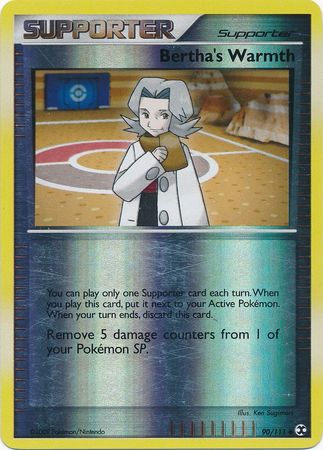 SUPPORTER
Supporter
Bertha's Warmth
You can play only one Supporter card each turn. When
you play this card, put it next to your Active Pokémon.
When your turn ends, discard this card.
Remove 5 damage counters from 1 of
your Pokémon SP.
Illus. Ken Sugimori
©2009 Pokémon/Nintendo
90/111